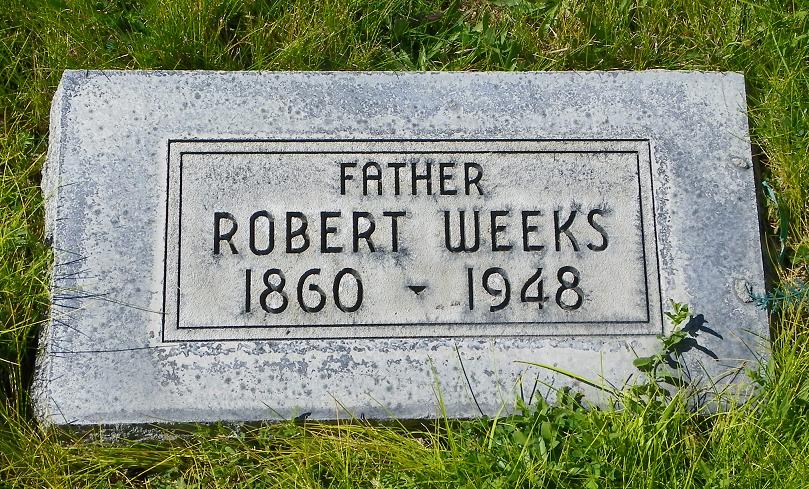 FATHER
ROBERT WEEKS
1860 - 1948